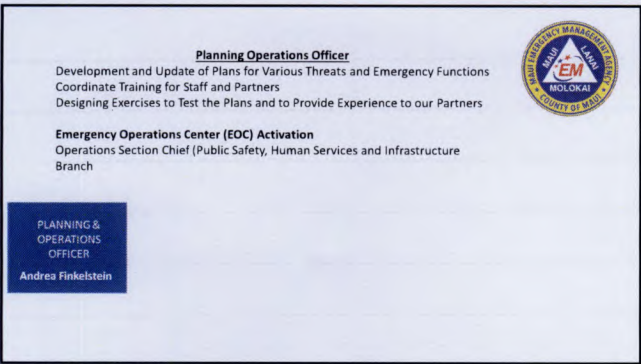 Planning Operations Officer
Development and Update of Plans for Various Threats and Emergency Functions
Coordinate Training for Staff and Partners
Designing Exercises to Test the Plans and to Provide Experience to our Partners
Emergency Operations Center (EOC) Activation
Operations Section Chief (Public Safety, Human Services and Infrastructure
Branch
MAUI EMERGENCY MANAGEMENT AGENCY
MAUI
LANAI
EM
MOLOKAI
COUNTY OF MAUI
PLANNING &
OPERATIONS
OFFICER
Andrea Finkelstein